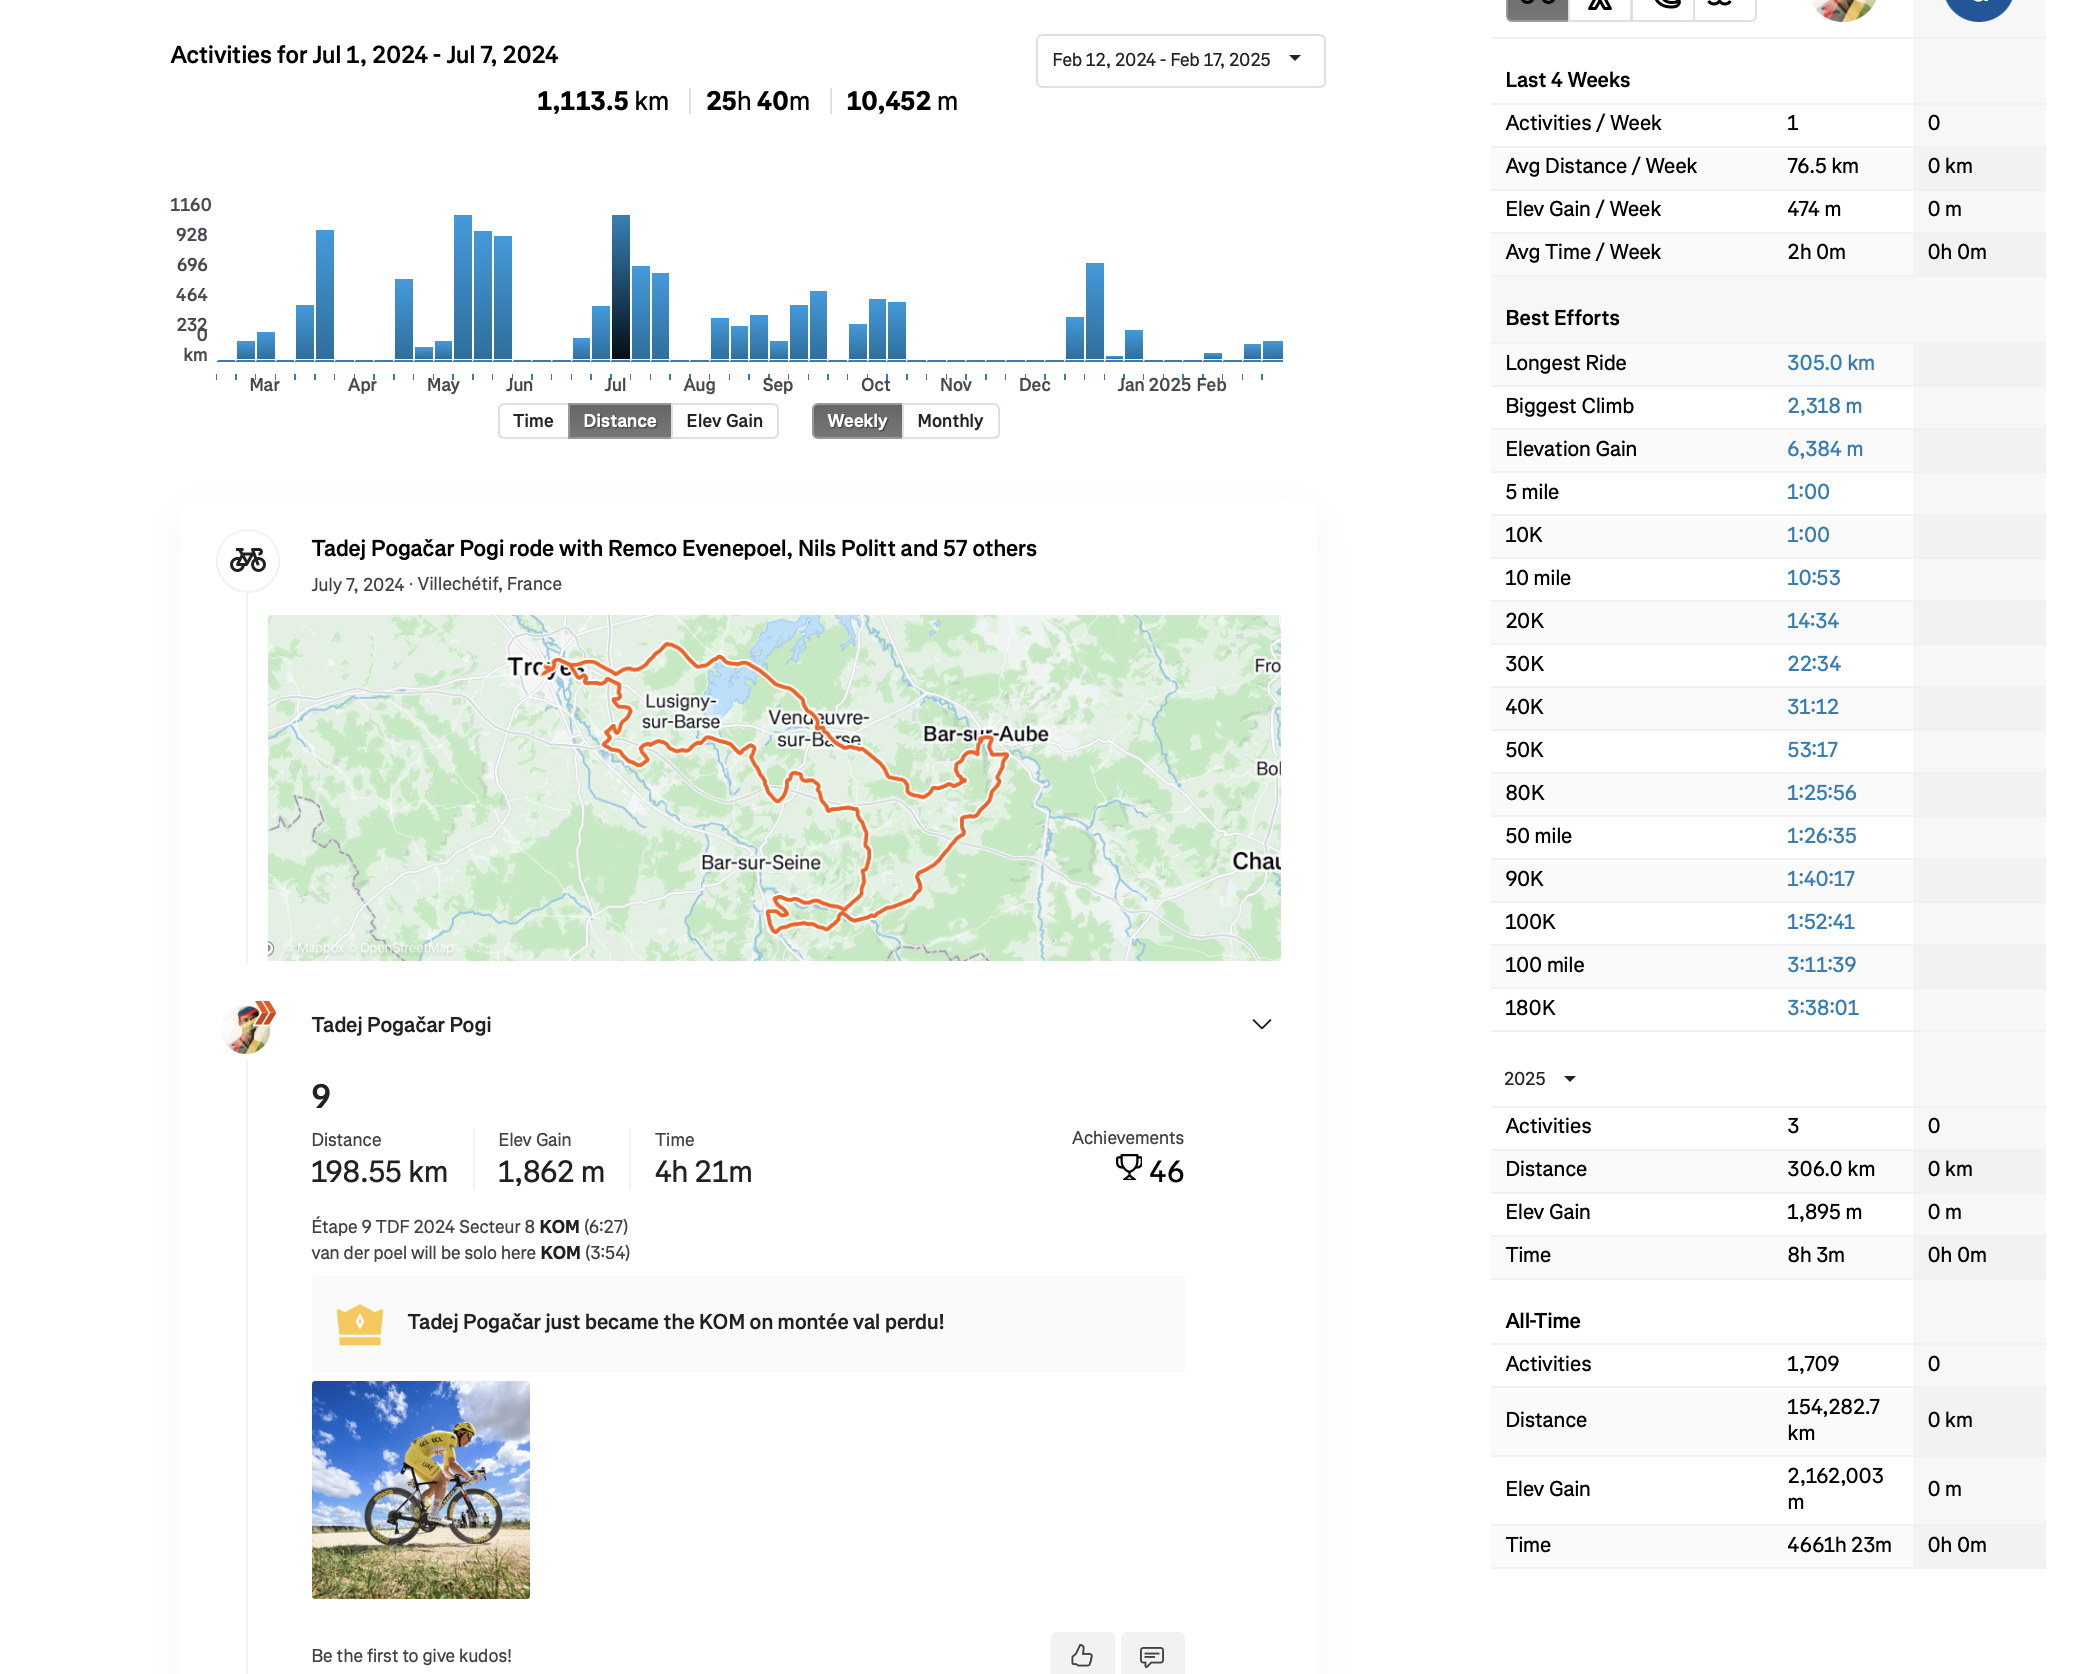 Activities for Jul 1, 2024 - Jul 7, 2024
Feb 12, 2024 - Feb 17, 2025
1,113.5 km
25h 40m
10,452 m
1160
928
696
464
232
0
km
Mar
Apr
May
Jun
Jul
Aug
Sep
Oct
Nov
Dec
Jan 2025
Feb
Time
Distance
Elev Gain
Weekly
Monthly
Tadej Pogačar Pogi rode with Remco Evenepoel, Nils Politt and 57 others
July 7, 2024 · Villechétif, France
Troyes
Lusigny-
sur-Barse
Vendeuvre-
sur-Barse
Bar-sur-Aube
Bar-sur-Seine
Fro
Bol
Chau
© Mapbox © OpenStreetMap
Tadej Pogačar Pogi
9
Distance
198.55 km
Elev Gain
1,862 m
Time
4h 21m
Achievements
46
Étape 9 TDF 2024 Secteur 8 KOM (6:27)
van der poel will be solo here KOM (3:54)
Tadej Pogačar just became the KOM on montée val perdu!
Be the first to give kudos!
Last 4 Weeks
Activities / Week 1 0
Avg Distance / Week 76.5 km 0 km
Elev Gain / Week 474 m 0 m
Avg Time / Week 2h 0m 0h 0m
Best Efforts
Longest Ride 305.0 km
Biggest Climb 2,318 m
Elevation Gain 6,384 m
5 mile 1:00
10K 1:00
10 mile 10:53
20K 14:34
30K 22:34
40K 31:12
50K 53:17
80K 1:25:56
50 mile 1:26:35
90K 1:40:17
100K 1:52:41
100 mile 3:11:39
180K 3:38:01
2025
Activities 3 0
Distance 306.0 km 0 km
Elev Gain 1,895 m 0 m
Time 8h 3m 0h 0m
All-Time
Activities 1,709 0
Distance 154,282.7 km 0 km
Elev Gain 2,162,003 m 0 m
Time 4661h 23m 0h 0m